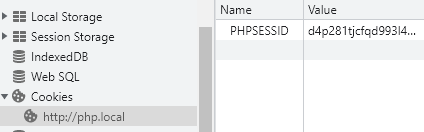 Local Storage
Session Storage
IndexedDB
Web SQL
Cookies
http://php.local
Name Value
PHPSESSID d4p281tjcfqd993l4...